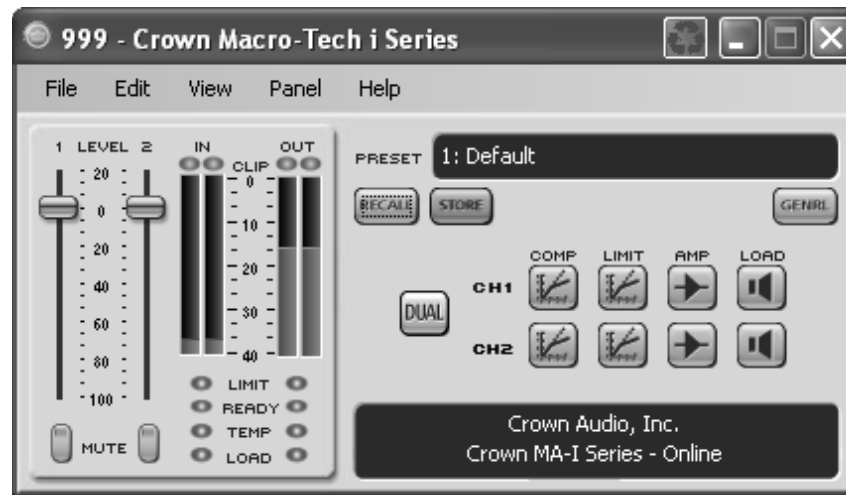 999 - Crown Macro-Tech i Series
File Edit View Panel Help
1 LEVEL 2
20
0
20
40
60
80
100
MUTE
IN OUT
CLIP
0
10
20
30
40
LIMIT
READY
TEMP
LOAD
PRESET 1: Default
RECALL STORE GENRL
COMP LIMIT AMP LOAD
DUAL
CH1
CH2
Crown Audio, Inc.
Crown MA-I Series - Online